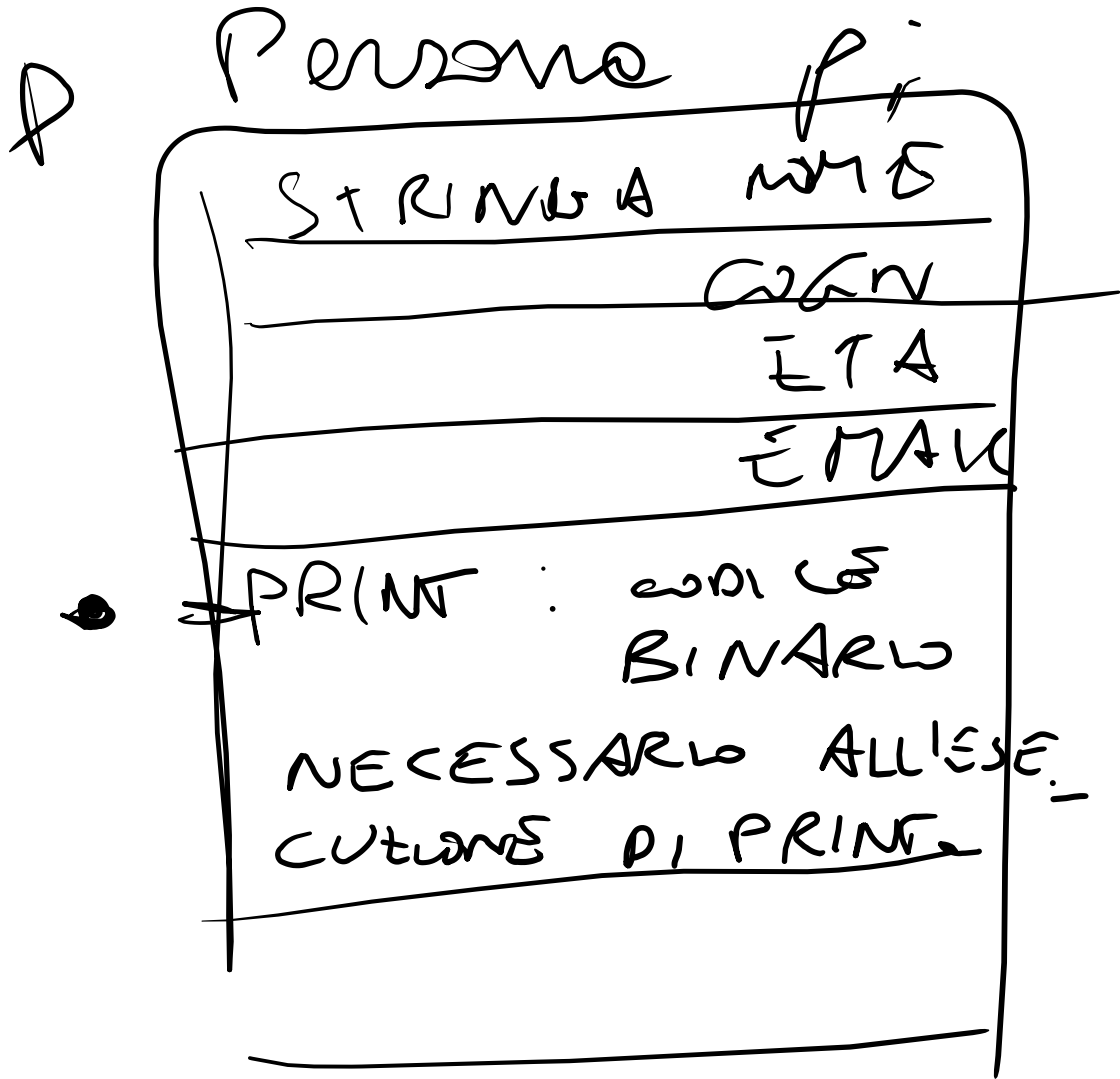 P Persona p;
STRINGA NOME
COGN
ETA
EMAIL
PRINT : CODICE
BINARIO
NECESSARIO ALL'ESE_
CUZIONE DI PRINT.